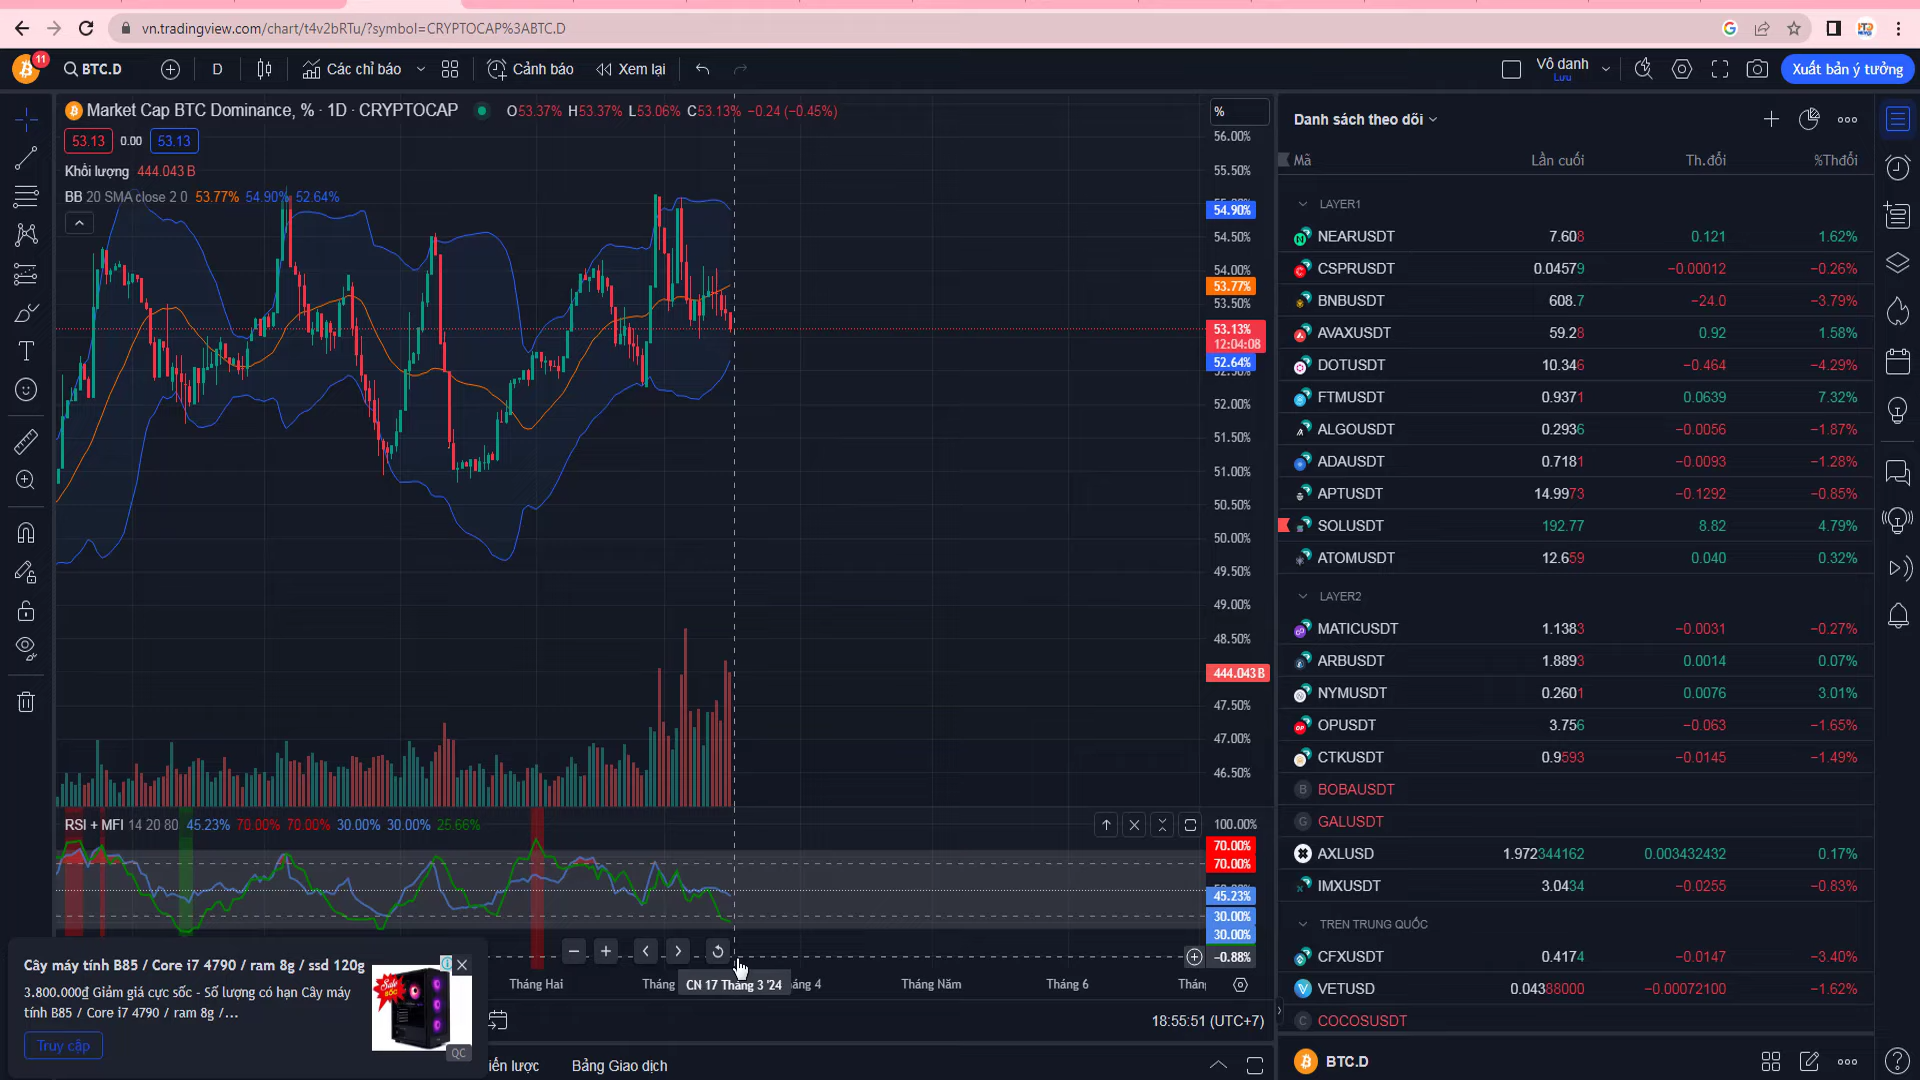 vn.tradingview.com/chart/t4v2bRTu/?symbol=CRYPTOCAP%3ABTC.D
11
BTC.D
D
Các chỉ báo
Cảnh báo
Xem lại
Vô danh
Lưu
Xuất bản ý tưởng
Market Cap BTC Dominance, % · 1D · CRYPTOCAP
O53.37% H53.37% L53.06% C53.13% −0.24 (−0.45%)
53.13 0.00 53.13
Khối lượng 444.043 B
BB 20 SMA close 2 0 53.77% 54.90% 52.64%
%
56.00%
55.50%
54.90%
54.50%
54.00%
53.77%
53.50%
53.13%
12:04:08
52.64%
52.00%
51.50%
51.00%
50.50%
50.00%
49.50%
49.00%
48.50%
444.043 B
47.50%
47.00%
46.50%
RSI + MFI 14 20 80 45.23% 70.00% 70.00% 30.00% 30.00% 25.66%
100.00%
70.00%
70.00%
45.23%
30.00%
30.00%
−0.88%
Tháng Hai
CN 17 Tháng 3 '24
Tháng Năm
Tháng 6
18:55:51 (UTC+7)
Bảng Giao dịch
Cây máy tính B85 / Core i7 4790 / ram 8g / ssd 120g
3.800.000₫ Giảm giá cực sốc - Số lượng có hạn Cây máy
tính B85 / Core i7 4790 / ram 8g /...
Truy cập
Sale
SỐC
QC
Danh sách theo dõi
Mã Lần cuối Th.đổi %Thđổi
LAYER1
NEARUSDT 7.608 0.121 1.62%
CSPRUSDT 0.04579 −0.00012 −0.26%
BNBUSDT 608.7 −24.0 −3.79%
AVAXUSDT 59.28 0.92 1.58%
DOTUSDT 10.346 −0.464 −4.29%
FTMUSDT 0.9371 0.0639 7.32%
ALGOUSDT 0.2936 −0.0056 −1.87%
ADAUSDT 0.7181 −0.0093 −1.28%
APTUSDT 14.9973 −0.1292 −0.85%
SOLUSDT 192.77 8.82 4.79%
ATOMUSDT 12.659 0.040 0.32%
LAYER2
MATICUSDT 1.1383 −0.0031 −0.27%
ARBUSDT 1.8893 0.0014 0.07%
NYMUSDT 0.2601 0.0076 3.01%
OPUSDT 3.756 −0.063 −1.65%
CTKUSDT 0.9593 −0.0145 −1.49%
B BOBAUSDT
G GALUSDT
AXLUSD 1.972344162 0.003432432 0.17%
IMXUSDT 3.0434 −0.0255 −0.83%
TREN TRUNG QUỐC
CFXUSDT 0.4174 −0.0147 −3.40%
VETUSD 0.04388000 −0.00072100 −1.62%
C COCOSUSDT
BTC.D